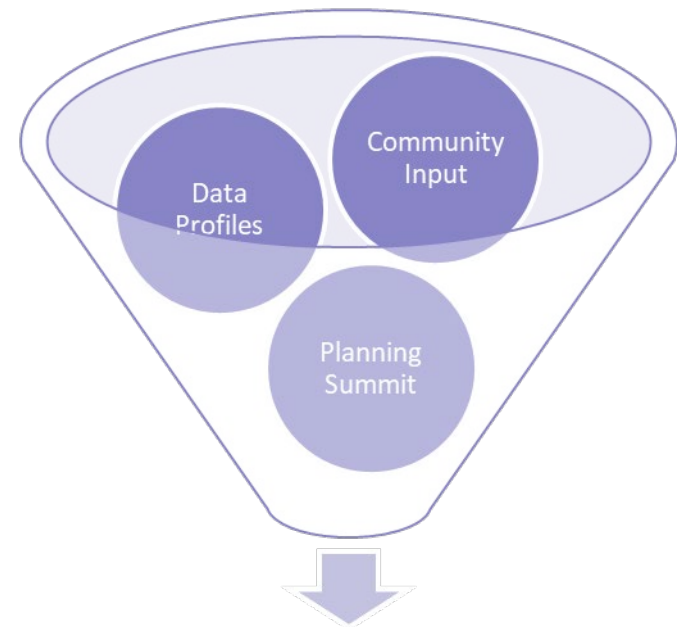 Community
Input
Data
Profiles
Planning
Summit